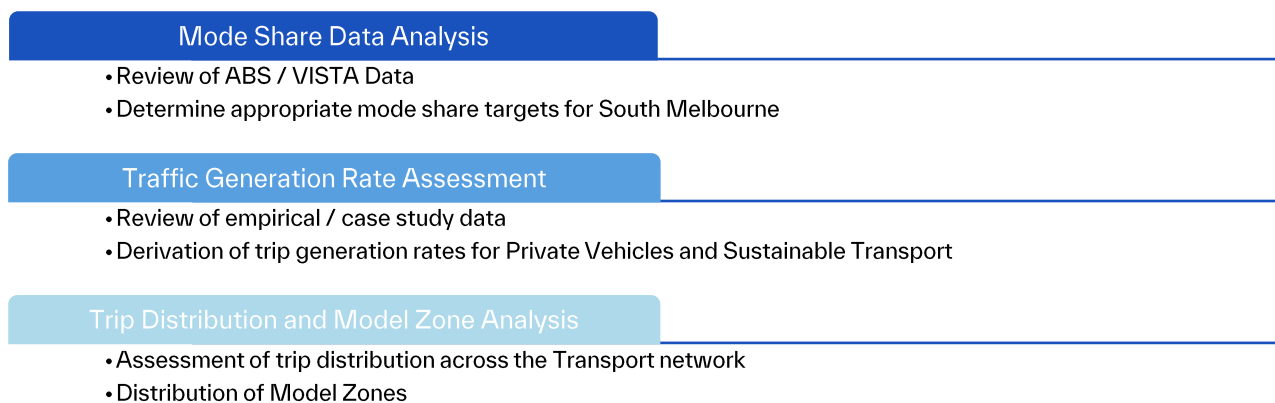 Mode Share Data Analysis
• Review of ABS / VISTA Data
• Determine appropriate mode share targets for South Melbourne
Traffic Generation Rate Assessment
• Review of empirical / case study data
• Derivation of trip generation rates for Private Vehicles and Sustainable Transport
Trip Distribution and Model Zone Analysis
• Assessment of trip distribution across the Transport network
• Distribution of Model Zones